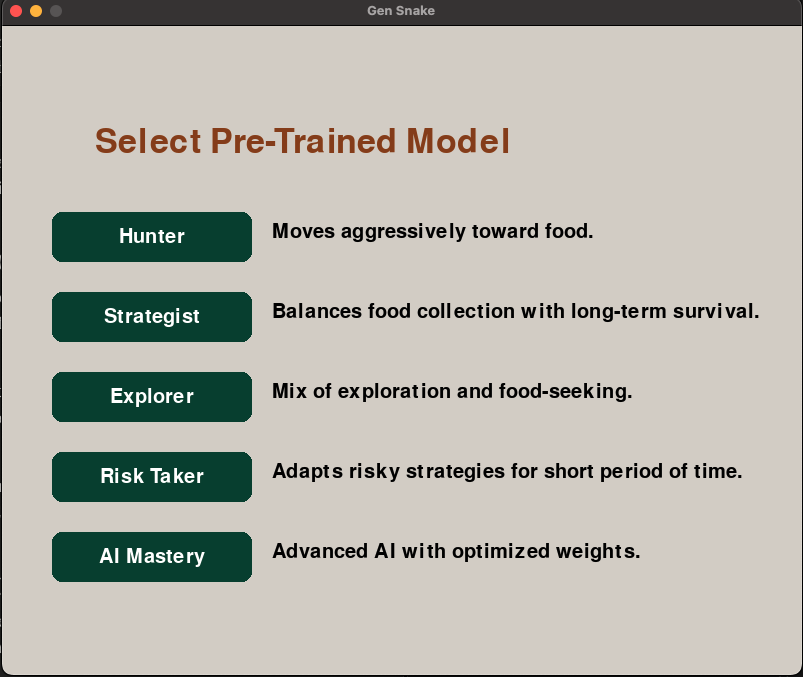 Gen Snake
Select Pre-Trained Model
Hunter
Moves aggressively toward food.
Strategist
Balances food collection with long-term survival.
Explorer
Mix of exploration and food-seeking.
Risk Taker
Adapts risky strategies for short period of time.
AI Mastery
Advanced AI with optimized weights.